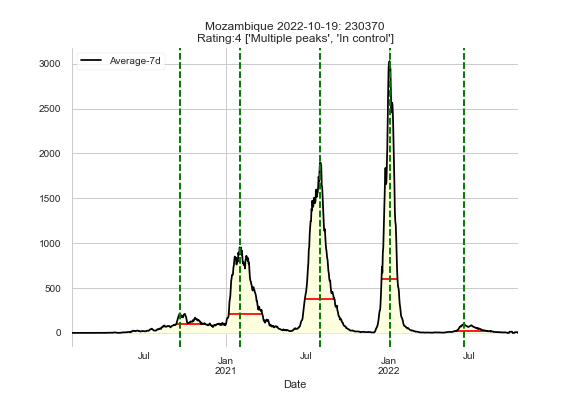 Mozambique 2022-10-19: 230370
Rating:4 ['Multiple peaks', 'In control']
Average-7d
3000
2500
2000
1500
1000
500
0
Jul
Jan
2021
Jul
Jan
2022
Jul
Date